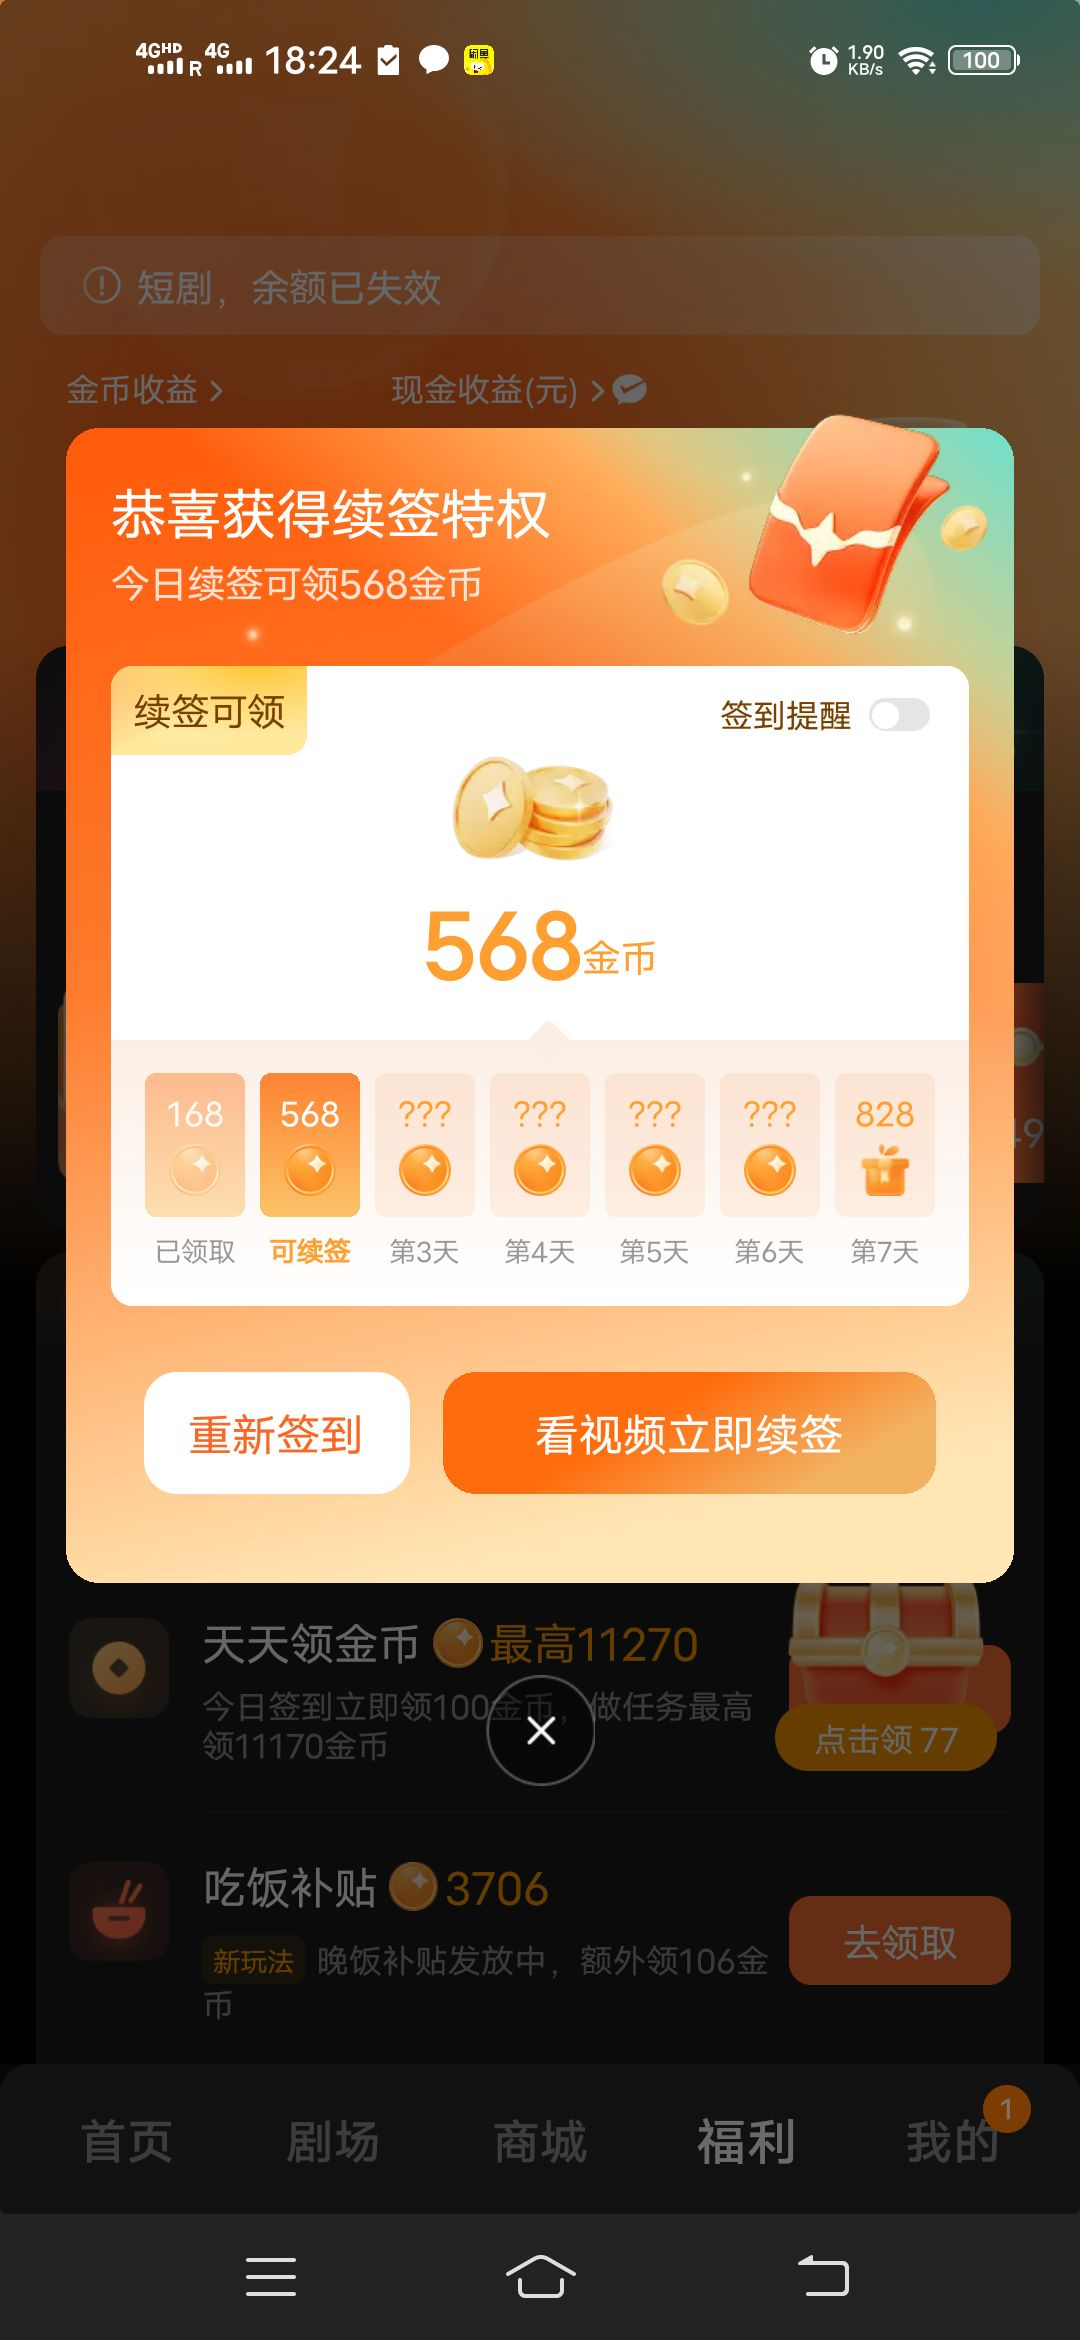 4GHD R 4G 18:24 1.90 KB/s 100
短剧，余额已失效
金币收益 > 现金收益(元) >
恭喜获得续签特权
今日续签可领568金币
续签可领 签到提醒
568金币
168 568 ??? ??? ??? ??? 828
已领取 可续签 第3天 第4天 第5天 第6天 第7天
重新签到 看视频立即续签
天天领金币 最高11270
今日签到立即领100金币，做任务最高
领11170金币
点击领 77
吃饭补贴 3706
新玩法 晚饭补贴发放中，额外领106金
币
去领取
首页 剧场 商城 福利 我的 1